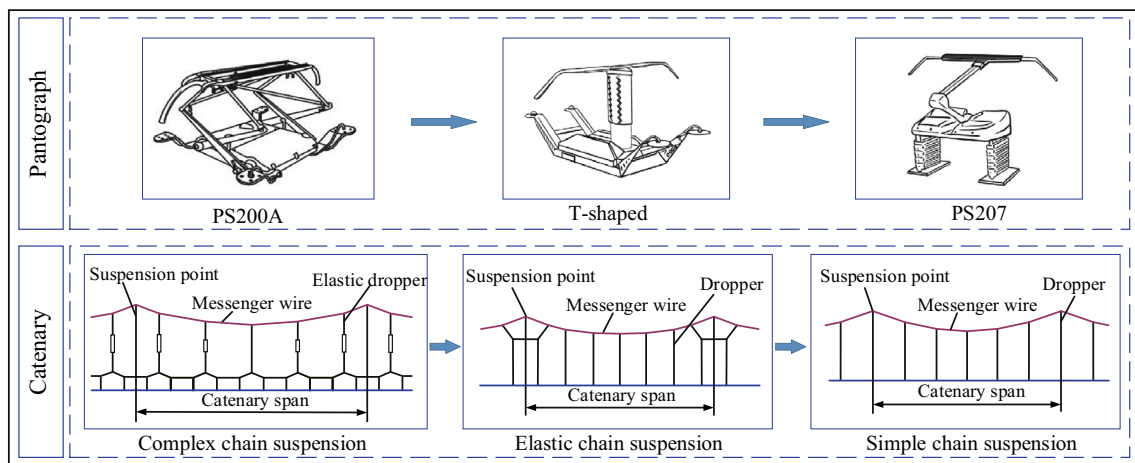 Pantograph
PS200A
T-shaped
PS207
Catenary
Suspension point
Elastic dropper
Messenger wire
Catenary span
Complex chain suspension
Suspension point
Dropper
Messenger wire
Catenary span
Elastic chain suspension
Suspension point
Dropper
Messenger wire
Catenary span
Simple chain suspension